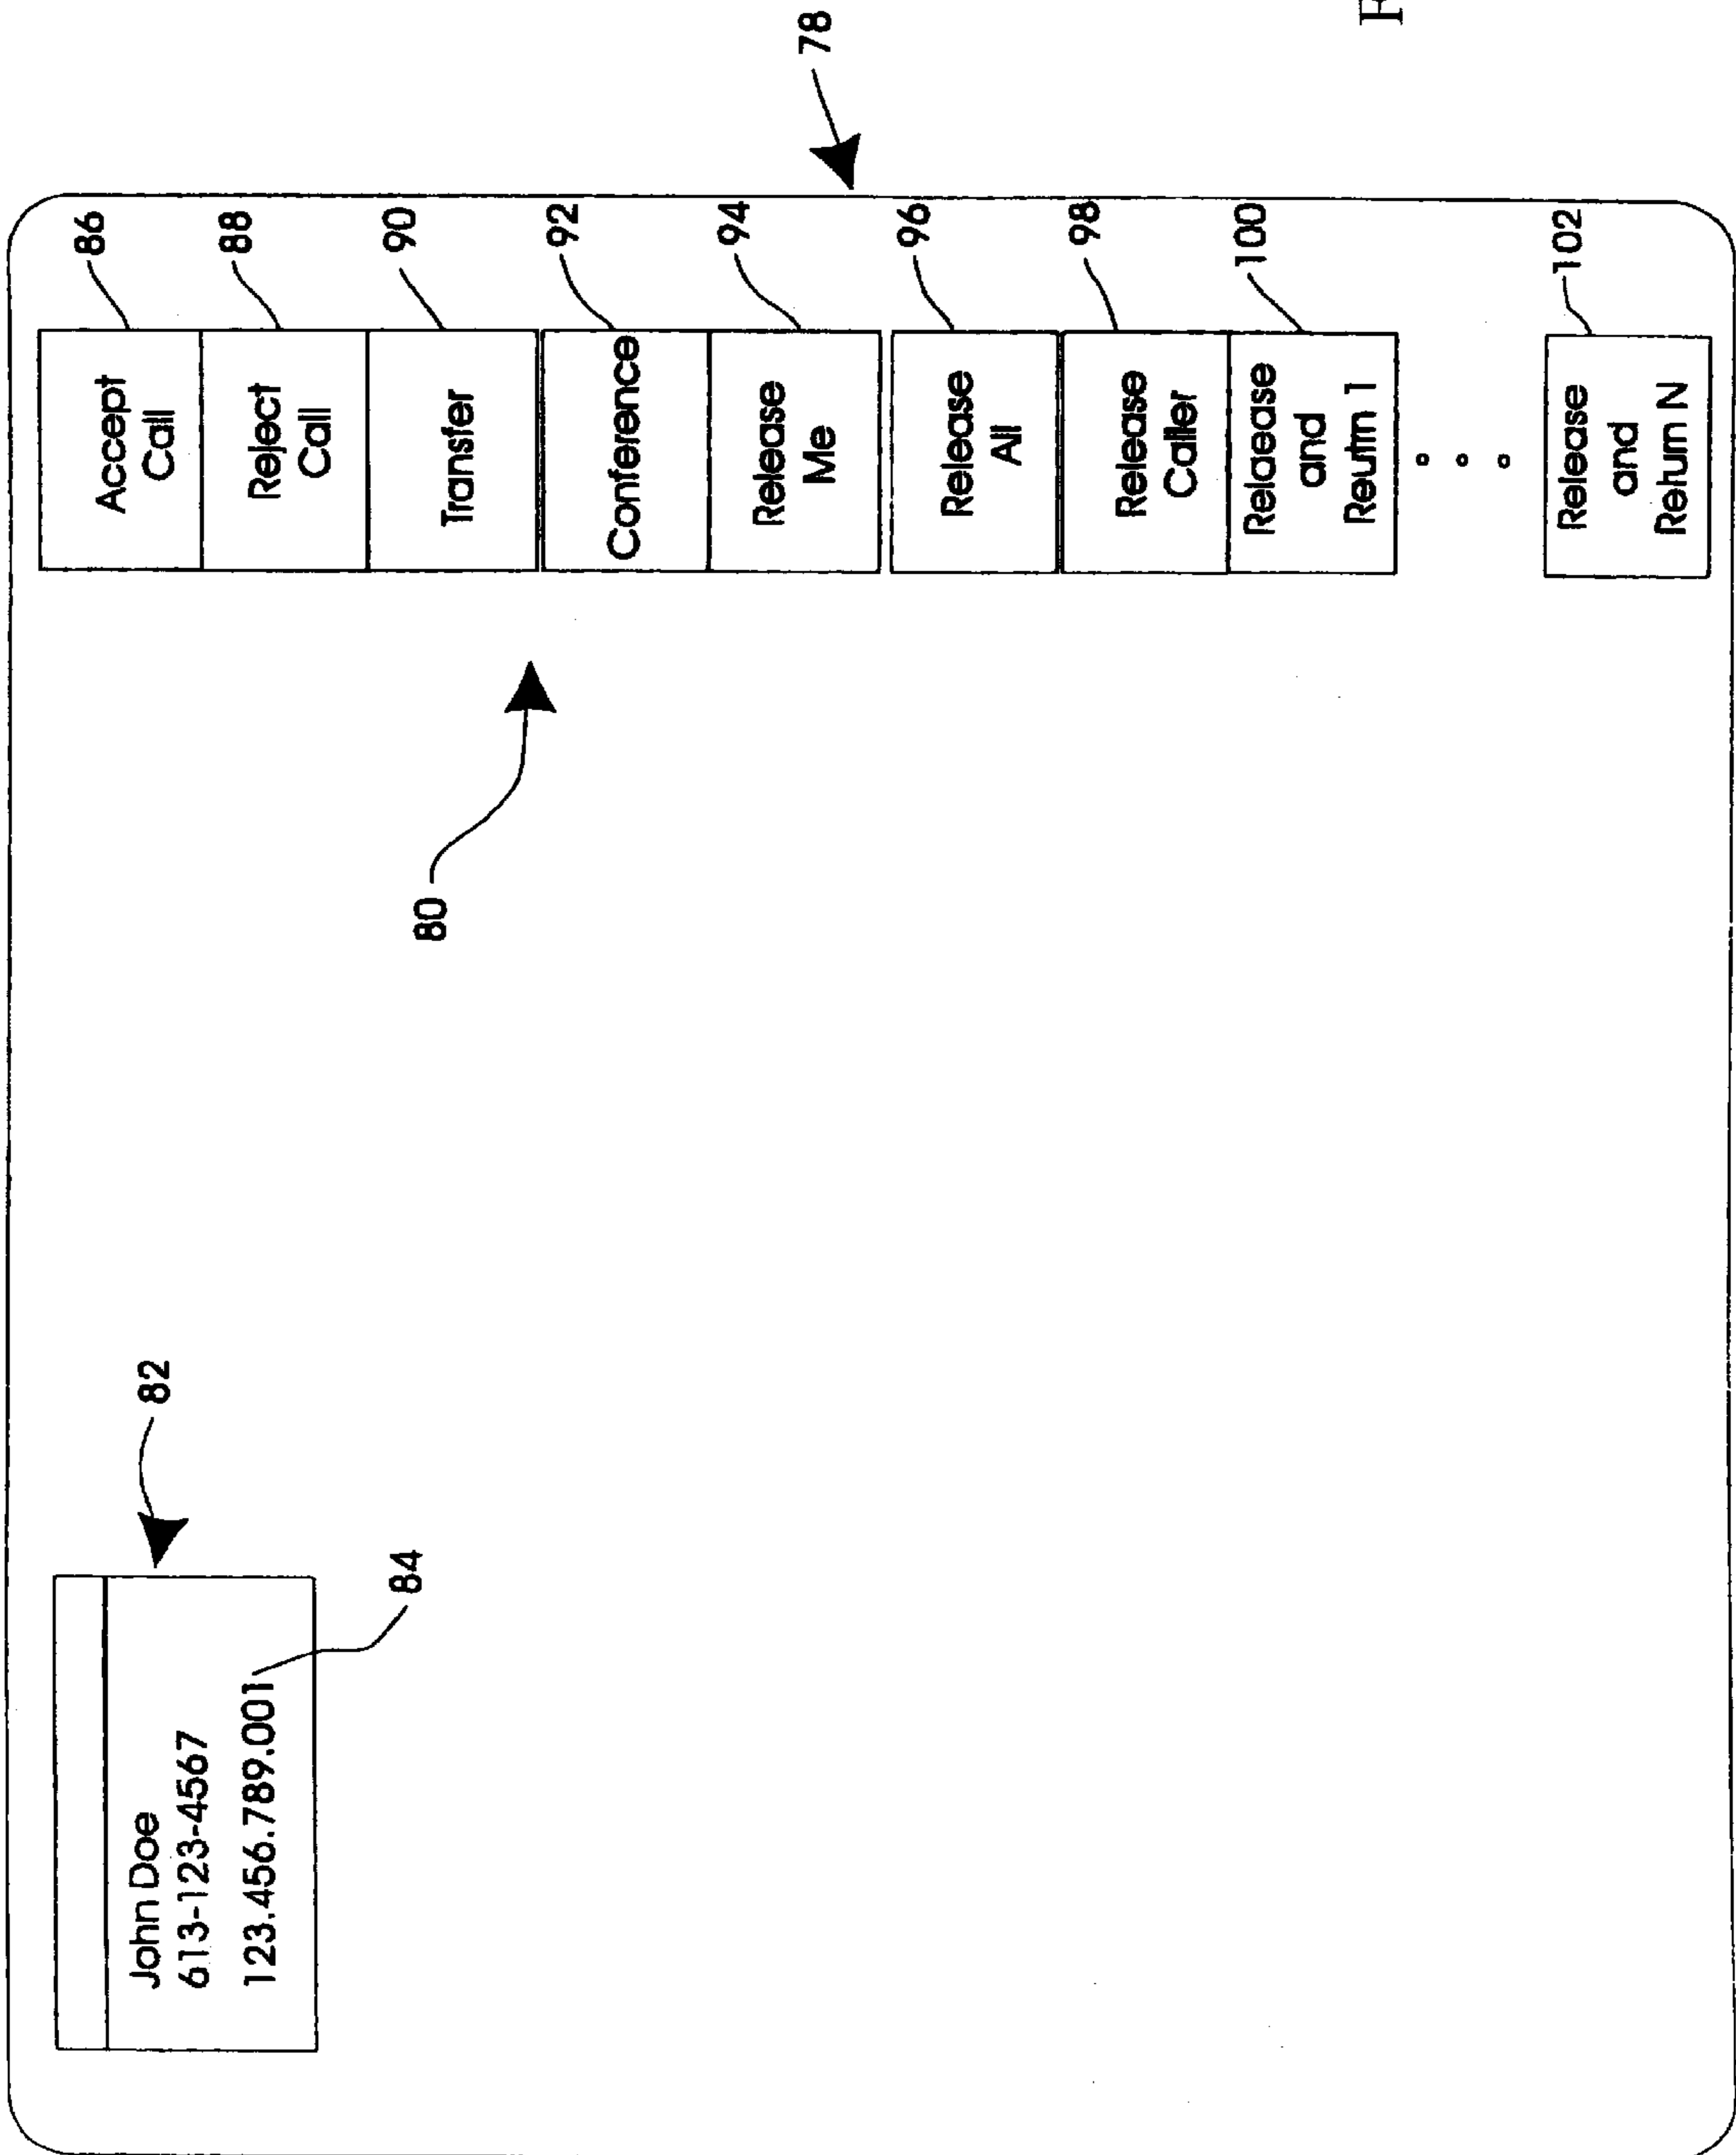 John Doe
613-123-4567
123.456.789.001
84
82
80
Accept
Call
86
Reject
Call
88
Transfer
90
Conference
92
Release
Me
94
Release
All
96
Release
Caller
98
Relaease
and
Reutrn 1
100
Release
and
Return N
102
78